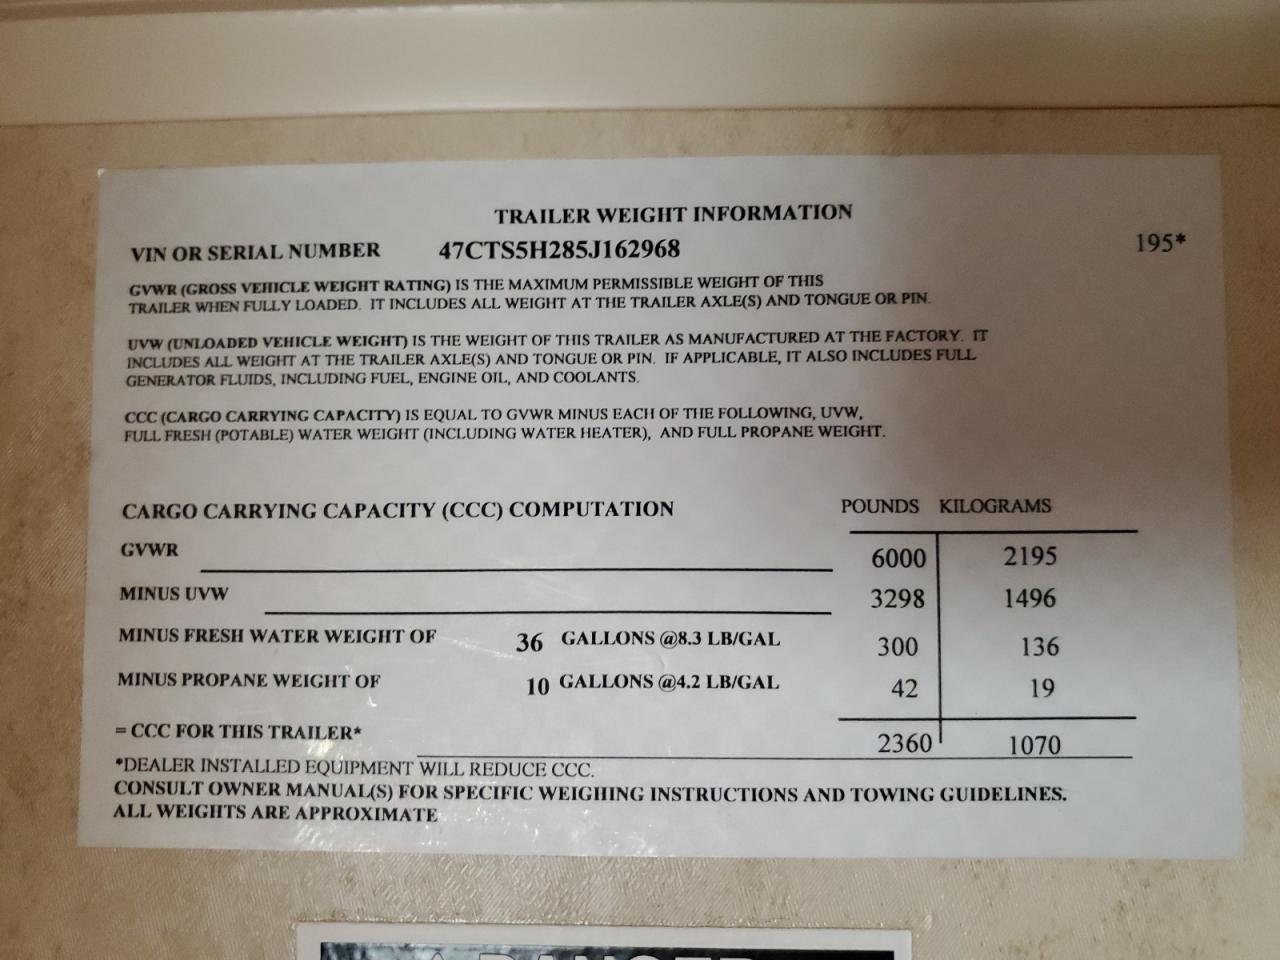 TRAILER WEIGHT INFORMATION
VIN OR SERIAL NUMBER 47CTS5H285J162968 195*
GVWR (GROSS VEHICLE WEIGHT RATING) IS THE MAXIMUM PERMISSIBLE WEIGHT OF THIS
TRAILER WHEN FULLY LOADED. IT INCLUDES ALL WEIGHT AT THE TRAILER AXLE(S) AND TONGUE OR PIN.
UVW (UNLOADED VEHICLE WEIGHT) IS THE WEIGHT OF THIS TRAILER AS MANUFACTURED AT THE FACTORY. IT
INCLUDES ALL WEIGHT AT THE TRAILER AXLE(S) AND TONGUE OR PIN. IF APPLICABLE, IT ALSO INCLUDES FULL
GENERATOR FLUIDS, INCLUDING FUEL, ENGINE OIL, AND COOLANTS.
CCC (CARGO CARRYING CAPACITY) IS EQUAL TO GVWR MINUS EACH OF THE FOLLOWING, UVW,
FULL FRESH (POTABLE) WATER WEIGHT (INCLUDING WATER HEATER), AND FULL PROPANE WEIGHT.
CARGO CARRYING CAPACITY (CCC) COMPUTATION POUNDS KILOGRAMS
GVWR 6000 2195
MINUS UVW 3298 1496
MINUS FRESH WATER WEIGHT OF 36 GALLONS @8.3 LB/GAL 300 136
MINUS PROPANE WEIGHT OF 10 GALLONS @4.2 LB/GAL 42 19
= CCC FOR THIS TRAILER* 2360 1070
*DEALER INSTALLED EQUIPMENT WILL REDUCE CCC.
CONSULT OWNER MANUAL(S) FOR SPECIFIC WEIGHING INSTRUCTIONS AND TOWING GUIDELINES.
ALL WEIGHTS ARE APPROXIMATE
DANGER